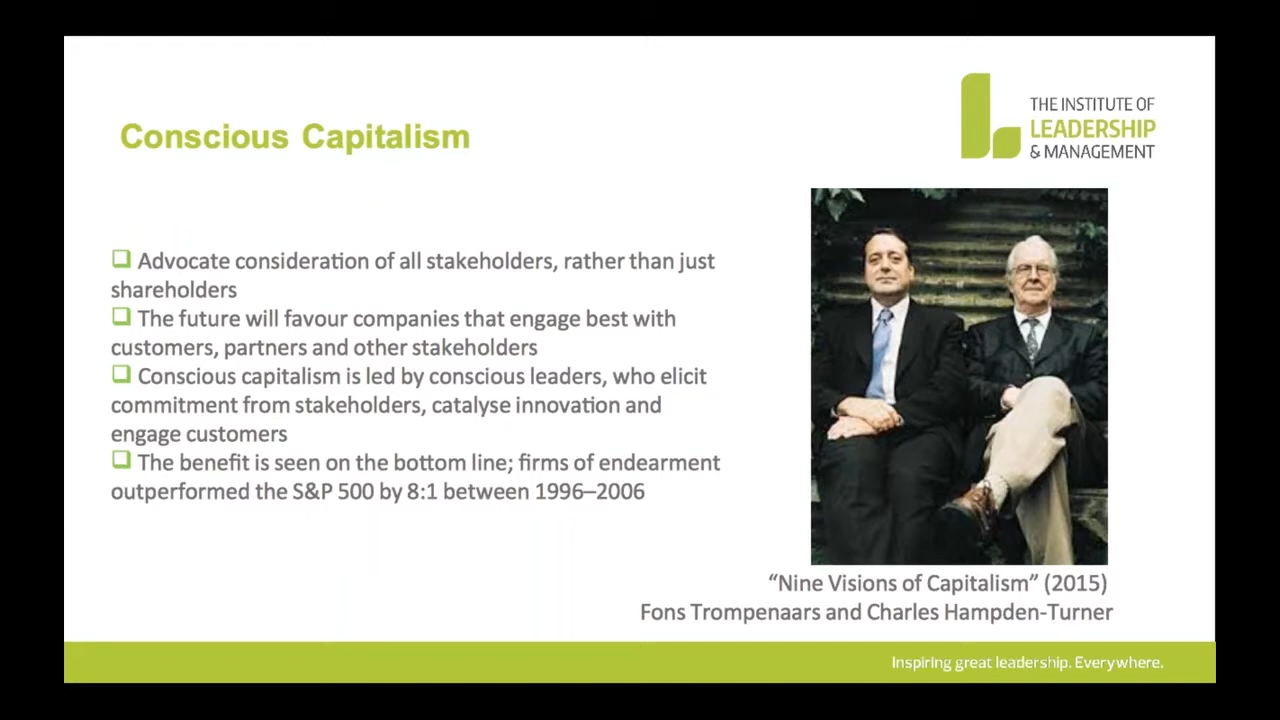 Conscious Capitalism
THE INSTITUTE OF
LEADERSHIP
& MANAGEMENT
❑ Advocate consideration of all stakeholders, rather than just
shareholders
❑ The future will favour companies that engage best with
customers, partners and other stakeholders
❑ Conscious capitalism is led by conscious leaders, who elicit
commitment from stakeholders, catalyse innovation and
engage customers
❑ The benefit is seen on the bottom line; firms of endearment
outperformed the S&P 500 by 8:1 between 1996–2006
“Nine Visions of Capitalism” (2015)
Fons Trompenaars and Charles Hampden-Turner
Inspiring great leadership. Everywhere.